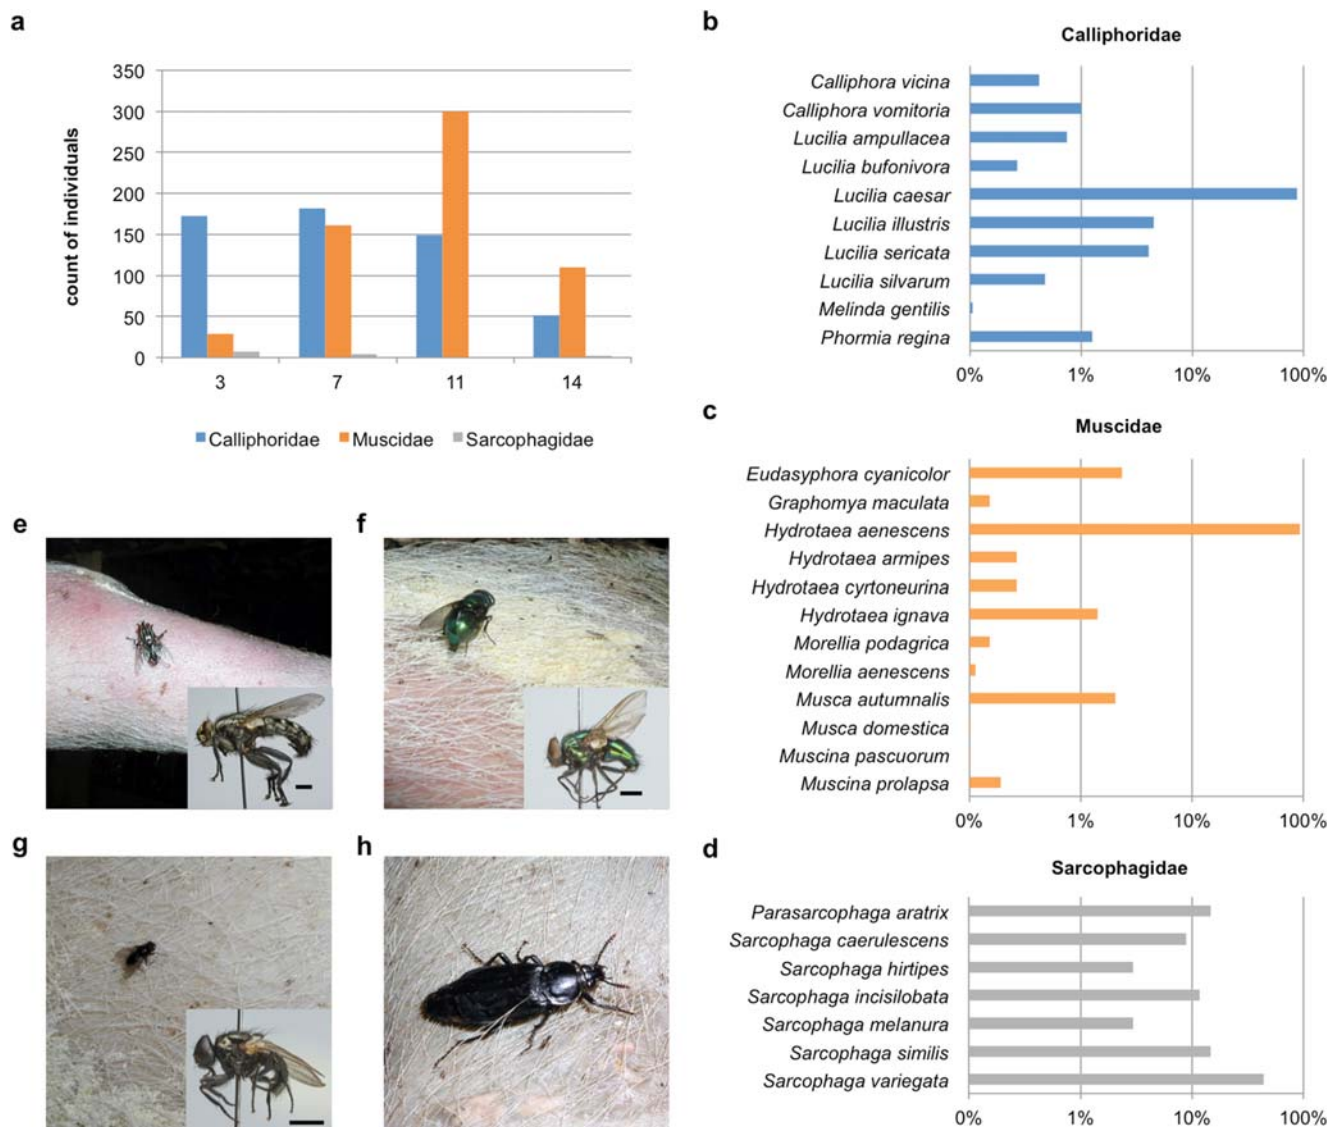 a
350
300
250
200
150
100
50
0
count of individuals
3 7 11 14
Calliphoridae Muscidae Sarcophagidae
b
Calliphoridae
Calliphora vicina
Calliphora vomitoria
Lucilia ampullacea
Lucilia bufonivora
Lucilia caesar
Lucilia illustris
Lucilia sericata
Lucilia silvarum
Melinda gentilis
Phormia regina
0% 1% 10% 100%
c
Muscidae
Eudasyphora cyanicolor
Graphomya maculata
Hydrotaea aenescens
Hydrotaea armipes
Hydrotaea cyrtoneurina
Hydrotaea ignava
Morellia podagrica
Morellia aenescens
Musca autumnalis
Musca domestica
Muscina pascuorum
Muscina prolapsa
0% 1% 10% 100%
d
Sarcophagidae
Parasarcophaga aratrix
Sarcophaga caerulescens
Sarcophaga hirtipes
Sarcophaga incisilobata
Sarcophaga melanura
Sarcophaga similis
Sarcophaga variegata
0% 1% 10% 100%
e
f
g
h